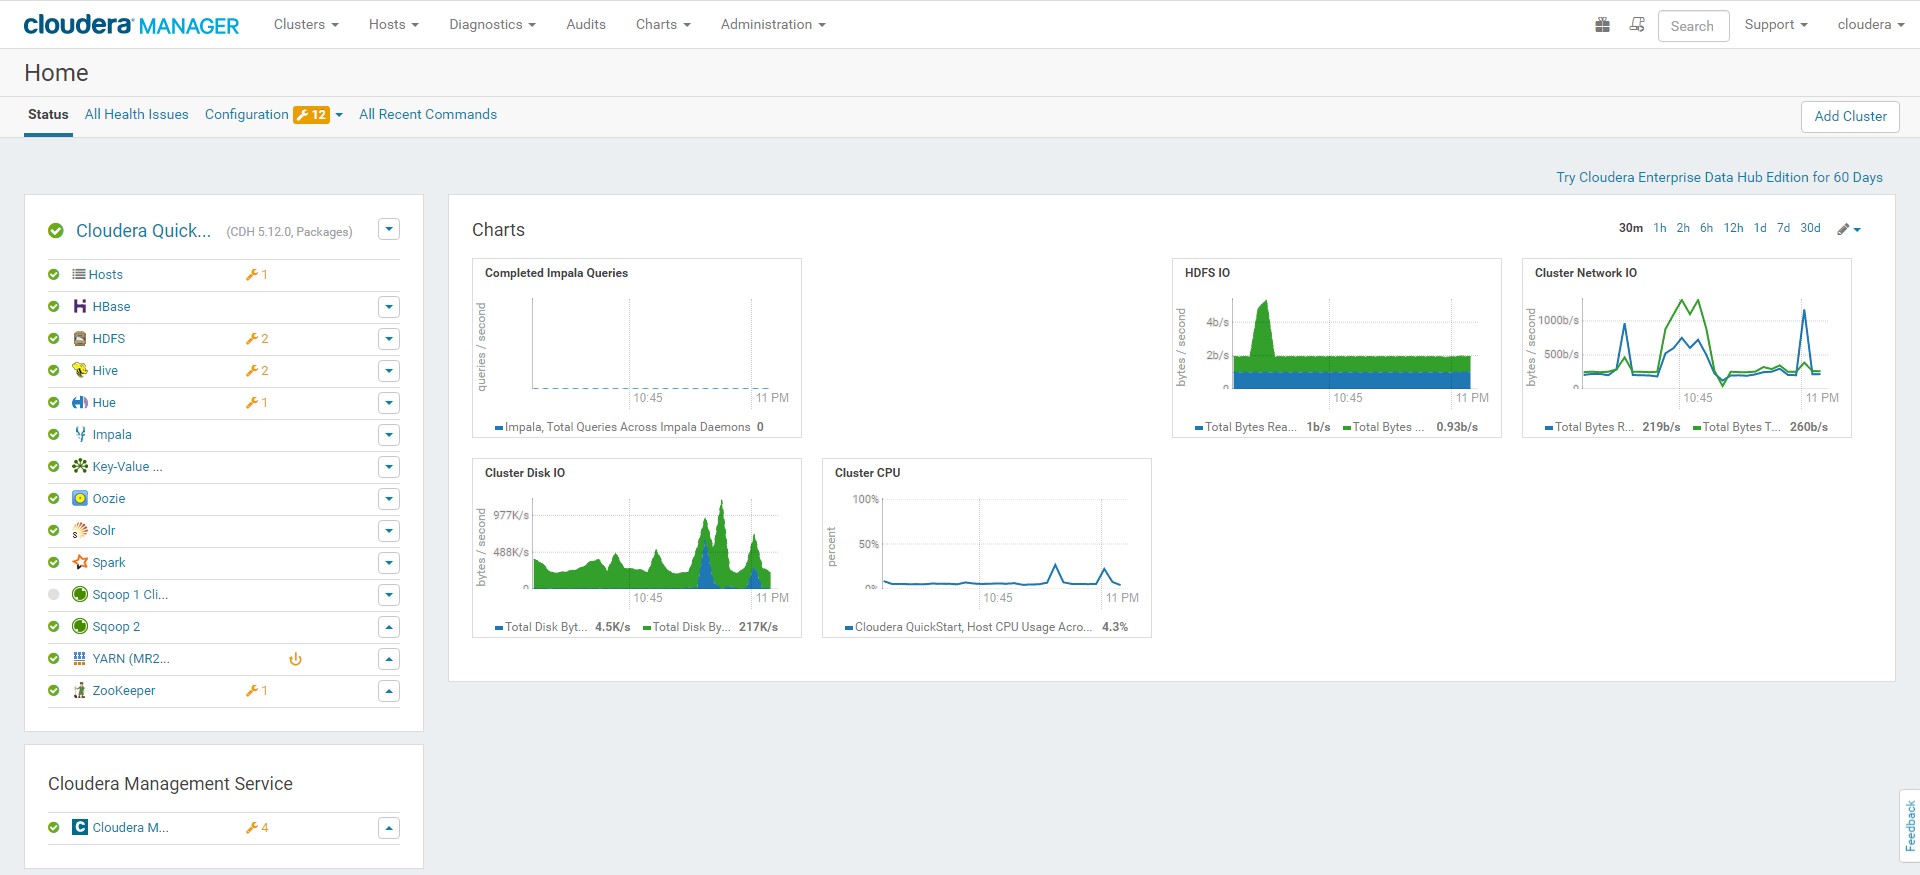 cloudera MANAGER Clusters Hosts Diagnostics Audits Charts Administration Search Support cloudera
Home
Status All Health Issues Configuration 12 All Recent Commands Add Cluster
Try Cloudera Enterprise Data Hub Edition for 60 Days
Cloudera Quick... (CDH 5.12.0, Packages)
Hosts 1
HBase
HDFS 2
Hive 2
Hue 1
Impala
Key-Value ...
Oozie
Solr
Spark
Sqoop 1 Cli...
Sqoop 2
YARN (MR2...
ZooKeeper 1
Cloudera Management Service
Cloudera M... 4
Charts 30m 1h 2h 6h 12h 1d 7d 30d
Completed Impala Queries
queries / second
10:45 11 PM
Impala, Total Queries Across Impala Daemons 0
HDFS IO
bytes / second
4b/s
2b/s
0
10:45 11 PM
Total Bytes Rea... 1b/s Total Bytes ... 0.93b/s
Cluster Network IO
bytes / second
1000b/s
500b/s
0
10:45 11 PM
Total Bytes R... 219b/s Total Bytes T... 260b/s
Cluster Disk IO
bytes / second
977K/s
488K/s
0
10:45 11 PM
Total Disk Byt... 4.5K/s Total Disk By... 217K/s
Cluster CPU
percent
100%
50%
0%
10:45 11 PM
Cloudera QuickStart, Host CPU Usage Acro... 4.3%
Feedback